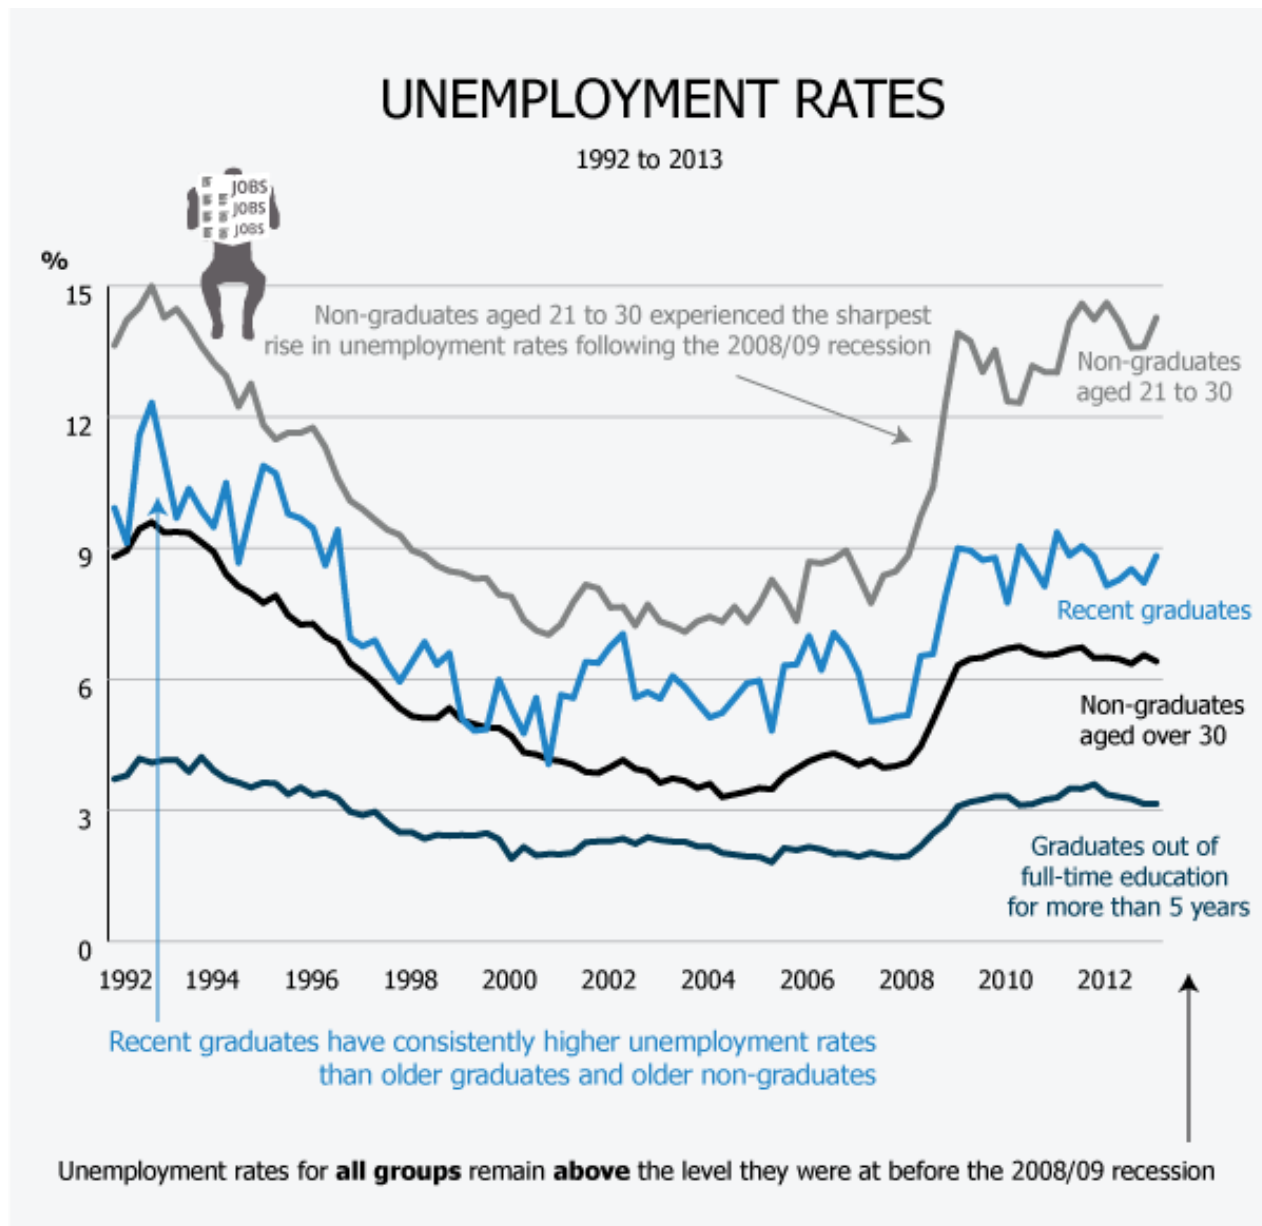 UNEMPLOYMENT RATES
1992 to 2013
JOBS
JOBS
JOBS
%
15
12
9
6
3
0
Non-graduates aged 21 to 30 experienced the sharpest
rise in unemployment rates following the 2008/09 recession
Non-graduates
aged 21 to 30
Recent graduates
Non-graduates
aged over 30
Graduates out of
full-time education
for more than 5 years
1992 1994 1996 1998 2000 2002 2004 2006 2008 2010 2012
Recent graduates have consistently higher unemployment rates
than older graduates and older non-graduates
Unemployment rates for all groups remain above the level they were at before the 2008/09 recession